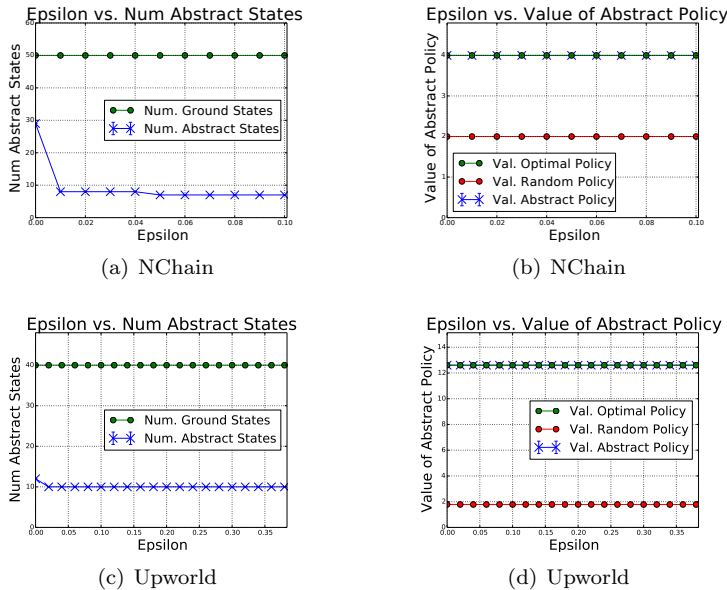 Epsilon vs. Num Abstract States
60
50
40
30
20
10
0
0.00 0.02 0.04 0.06 0.08 0.10
Num Abstract States
Epsilon
Num. Ground States
Num. Abstract States
(a) NChain
Epsilon vs. Value of Abstract Policy
4
3
2
1
0
0.00 0.02 0.04 0.06 0.08 0.10
Value of Abstract Policy
Epsilon
Val. Optimal Policy
Val. Random Policy
Val. Abstract Policy
(b) NChain
Epsilon vs. Num Abstract States
40
30
20
10
0
0.00 0.05 0.10 0.15 0.20 0.25 0.30 0.35
Num Abstract States
Epsilon
Num. Ground States
Num. Abstract States
(c) Upworld
Epsilon vs. Value of Abstract Policy
14
12
10
8
6
4
2
0
0.00 0.05 0.10 0.15 0.20 0.25 0.30 0.35
Value of Abstract Policy
Epsilon
Val. Optimal Policy
Val. Random Policy
Val. Abstract Policy
(d) Upworld